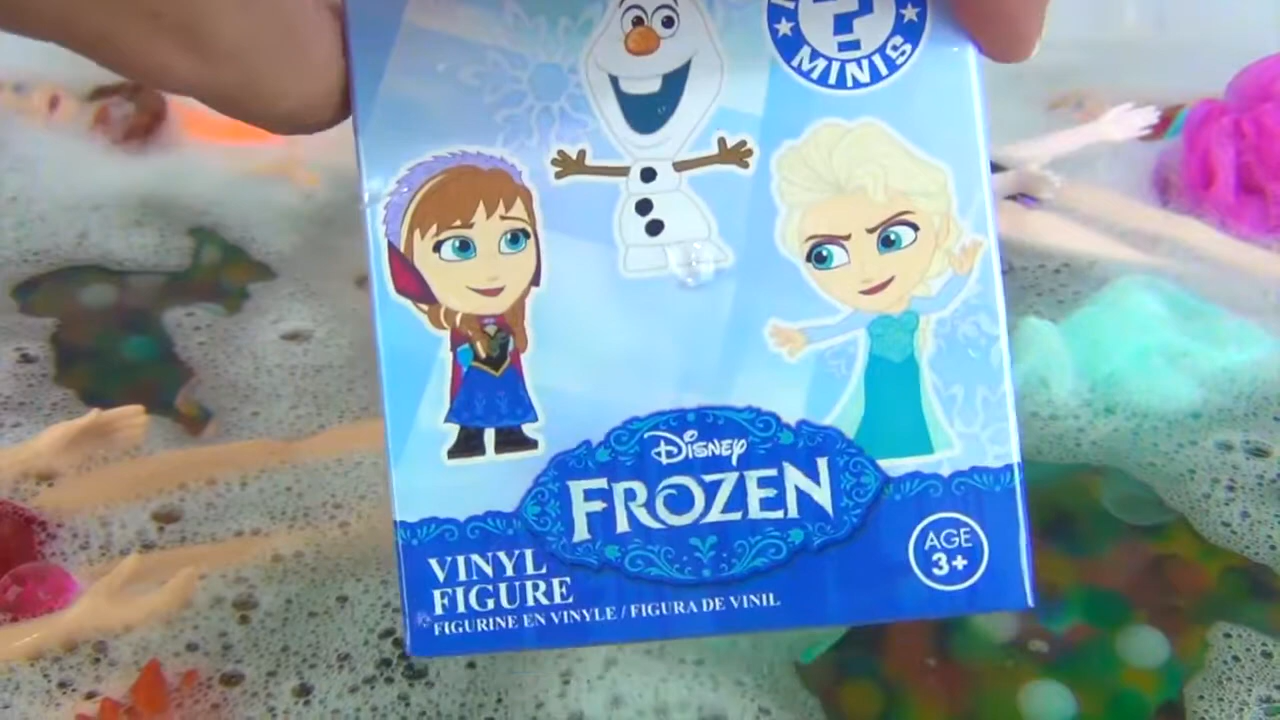 ?
MINIS
Disney
FROZEN
AGE
3+
VINYL
FIGURE
FIGURINE EN VINYLE / FIGURA DE VINIL